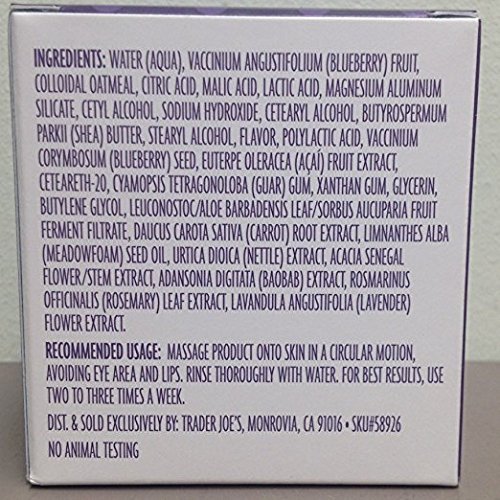 INGREDIENTS: WATER (AQUA), VACCINIUM ANGUSTIFOLIUM (BLUEBERRY) FRUIT,
COLLOIDAL OATMEAL, CITRIC ACID, MALIC ACID, LACTIC ACID, MAGNESIUM ALUMINUM
SILICATE, CETYL ALCOHOL, SODIUM HYDROXIDE, CETEARYL ALCOHOL, BUTYROSPERMUM
PARKII (SHEA) BUTTER, STEARYL ALCOHOL, FLAVOR, POLYLACTIC ACID, VACCINIUM
CORYMBOSUM (BLUEBERRY) SEED, EUTERPE OLERACEA (AÇAÍ) FRUIT EXTRACT,
CETEARETH-20, CYAMOPSIS TETRAGONOLOBA (GUAR) GUM, XANTHAN GUM, GLYCERIN,
BUTYLENE GLYCOL, LEUCONOSTOC/ALOE BARBADENSIS LEAF/SORBUS AUCUPARIA FRUIT
FERMENT FILTRATE, DAUCUS CAROTA SATIVA (CARROT) ROOT EXTRACT, LIMNANTHES ALBA
(MEADOWFOAM) SEED OIL, URTICA DIOICA (NETTLE) EXTRACT, ACACIA SENEGAL
FLOWER/STEM EXTRACT, ADANSONIA DIGITATA (BAOBAB) EXTRACT, ROSMARINUS
OFFICINALIS (ROSEMARY) LEAF EXTRACT, LAVANDULA ANGUSTIFOLIA (LAVENDER)
FLOWER EXTRACT.
RECOMMENDED USAGE: MASSAGE PRODUCT ONTO SKIN IN A CIRCULAR MOTION,
AVOIDING EYE AREA AND LIPS. RINSE THOROUGHLY WITH WATER. FOR BEST RESULTS, USE
TWO TO THREE TIMES A WEEK.
DIST. & SOLD EXCLUSIVELY BY: TRADER JOE'S, MONROVIA, CA 91016 • SKU#58926
NO ANIMAL TESTING